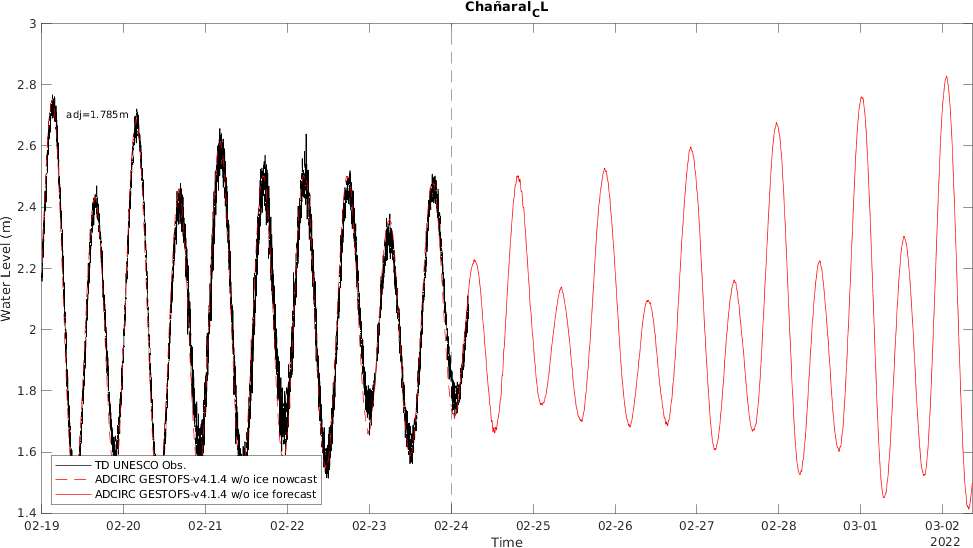 Chañaral_CL
3
2.8
2.6
2.4
2.2
2
1.8
1.6
1.4
Water Level (m)
adj=1.785m
TD UNESCO Obs.
ADCIRC GESTOFS-v4.1.4 w/o ice nowcast
ADCIRC GESTOFS-v4.1.4 w/o ice forecast
02-19 02-20 02-21 02-22 02-23 02-24 02-25 02-26 02-27 02-28 03-01 03-02
Time
2022